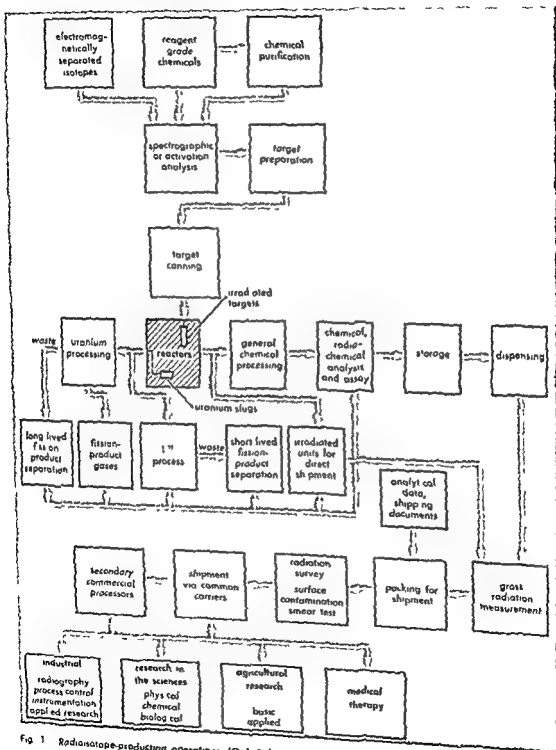 electromag-
netically
separated
isotopes
reagent
grade
chemicals
chemical
purification
spectrographic
or activation
analysis
target
preparation
target
canning
irradiated
targets
waste
uranium
processing
reactors
general
chemical
processing
chemical,
radio-
chemical
analysis
and assay
storage
dispensing
uranium slugs
long lived
fission
product
separation
fission-
product
gases
process
waste
short lived
fission-product
separation
irradiated
units for
direct
shipment
analytical
data,
shipping
documents
secondary
commercial
processors
shipment
via common
carriers
radiation
survey
surface
contamination
smear test
packing for
shipment
gross
radiation
measurement
industrial
radiography
process control
instrumentation
applied research
research in
the sciences
physical
chemical
biological
agricultural
research
basic
applied
medical
therapy
Fig. 1 Radioisotope-production